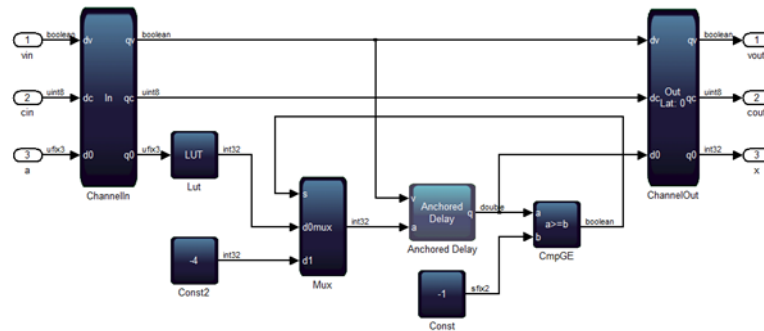 1
boolean
vin
2
uint8
cin
3
ufix3
a
dv
dc
d0
In
qv
qc
q0
ChannelIn
boolean
uint8
ufix3
LUT
Lut
int32
-4
Const2
int32
s
d0mux
d1
Mux
int32
v
a
Anchored
Delay
q
Anchored Delay
double
-1
Const
sfix2
a
b
a>=b
CmpGE
boolean
dv
dc
d0
Out
Lat: 0
qv
qc
q0
ChannelOut
boolean
1
vout
uint8
2
cout
int32
3
x